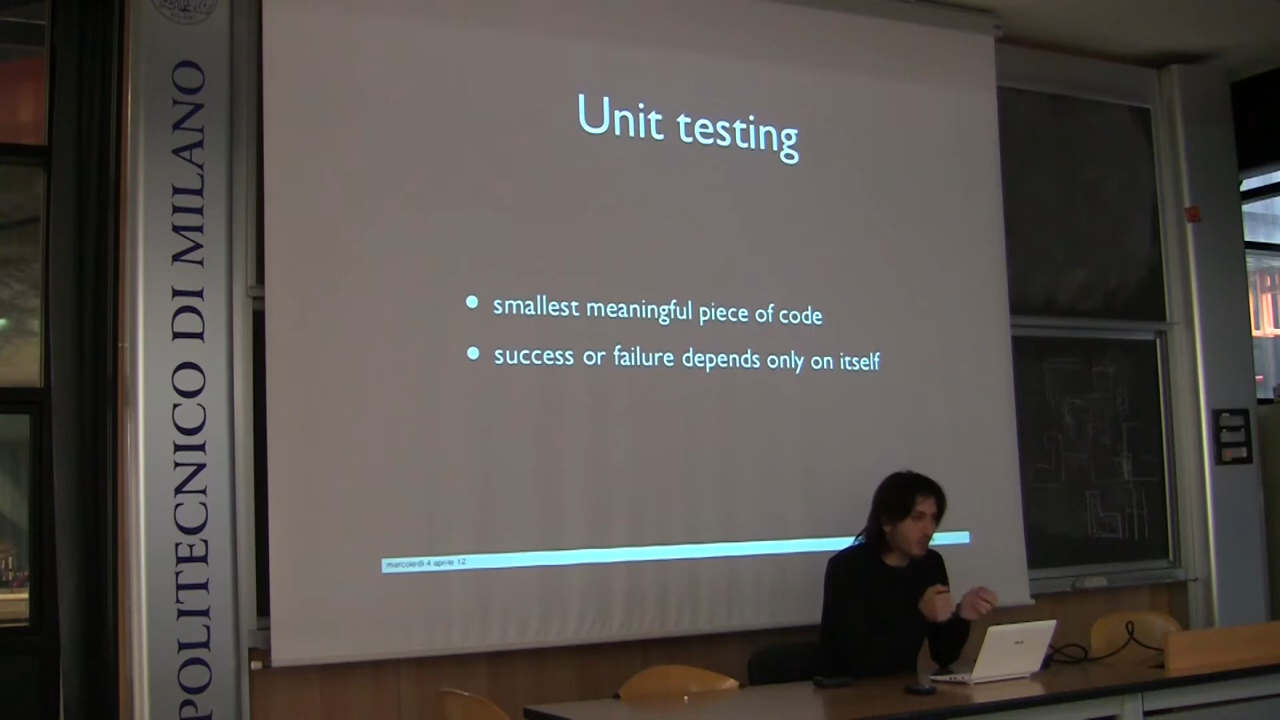 POLITECNICO DI MILANO
Unit testing
smallest meaningful piece of code
success or failure depends only on itself
mercoledì 4 aprile 12